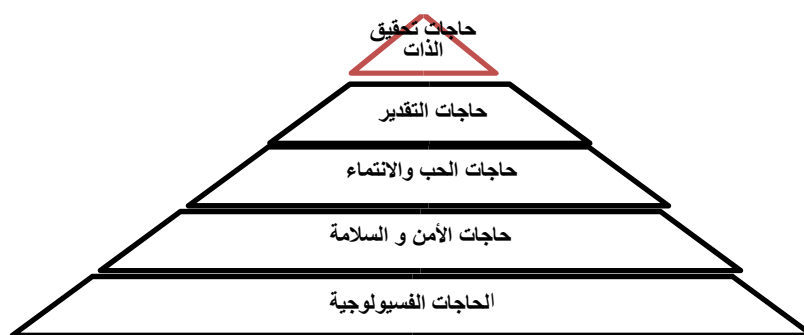 حاجات تحقيق
الذات
حاجات التقدير
حاجات الحب والانتماء
حاجات الأمن و السلامة
الحاجات الفسيولوجية